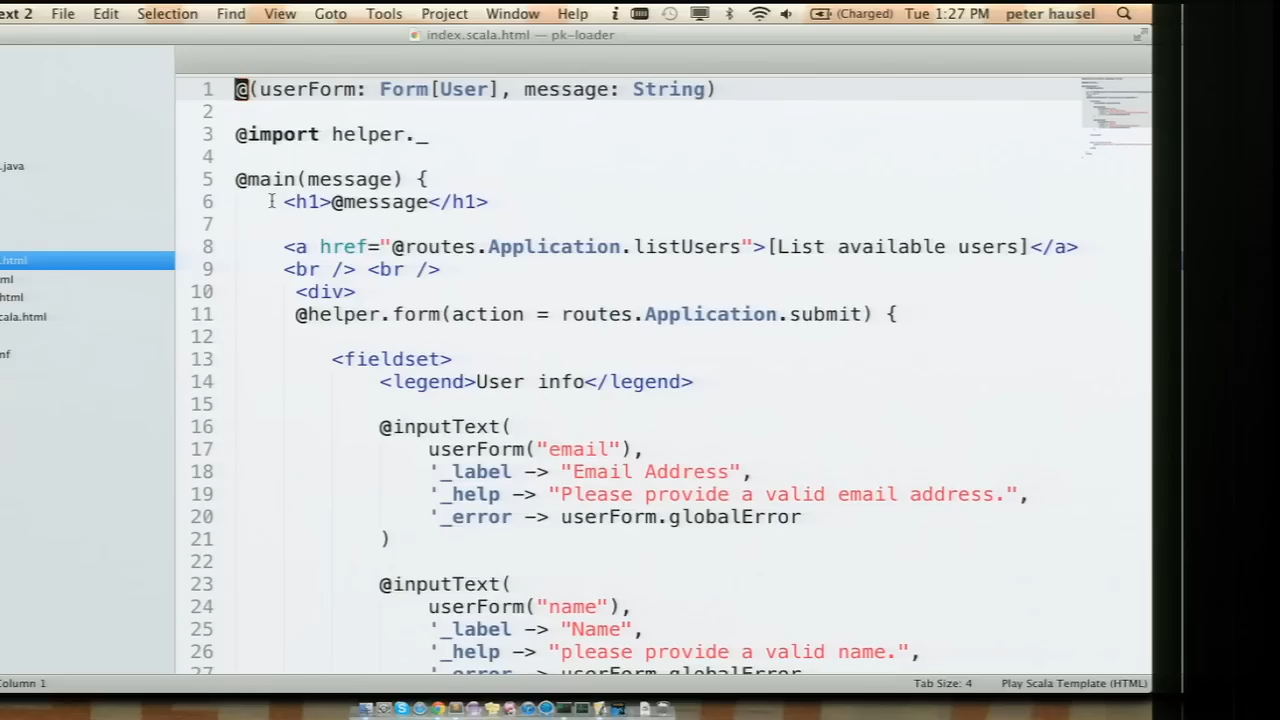 ext 2 File Edit Selection Find View Goto Tools Project Window Help (Charged) Tue 1:27 PM peter hausel
index.scala.html — pk-loader
1 @(userForm: Form[User], message: String)
2
3 @import helper._
4
.java
5 @main(message) {
6 <h1>@message</h1>
7
8 <a href="@routes.Application.listUsers">[List available users]</a>
.html
9 <br /> <br />
ml
10 <div>
html
11 @helper.form(action = routes.Application.submit) {
cala.html
12
nf
13 <fieldset>
14 <legend>User info</legend>
15
16 @inputText(
17 userForm("email"),
18 '_label -> "Email Address",
19 '_help -> "Please provide a valid email address.",
20 '_error -> userForm.globalError
21 )
22
23 @inputText(
24 userForm("name"),
25 '_label -> "Name",
26 '_help -> "please provide a valid name.",
27 '_error -> userForm.globalError
Column 1 Tab Size: 4 Play Scala Template (HTML)